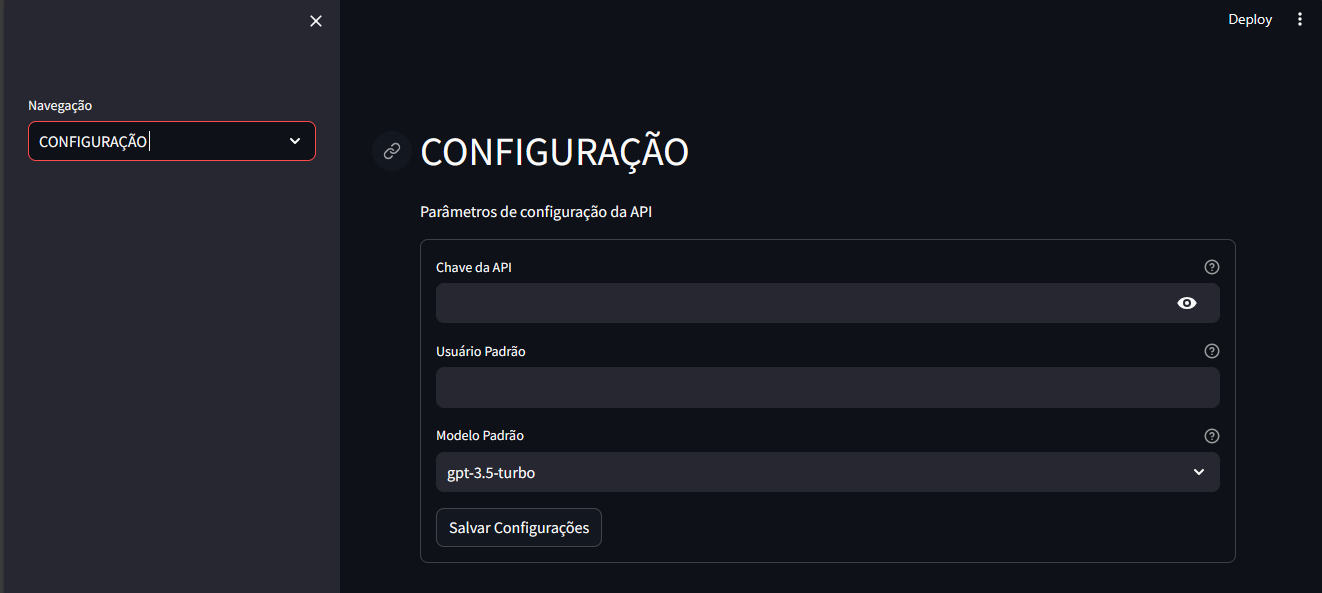 Deploy
Navegação
CONFIGURAÇÃO
CONFIGURAÇÃO
Parâmetros de configuração da API
Chave da API
Usuário Padrão
Modelo Padrão
gpt-3.5-turbo
Salvar Configurações